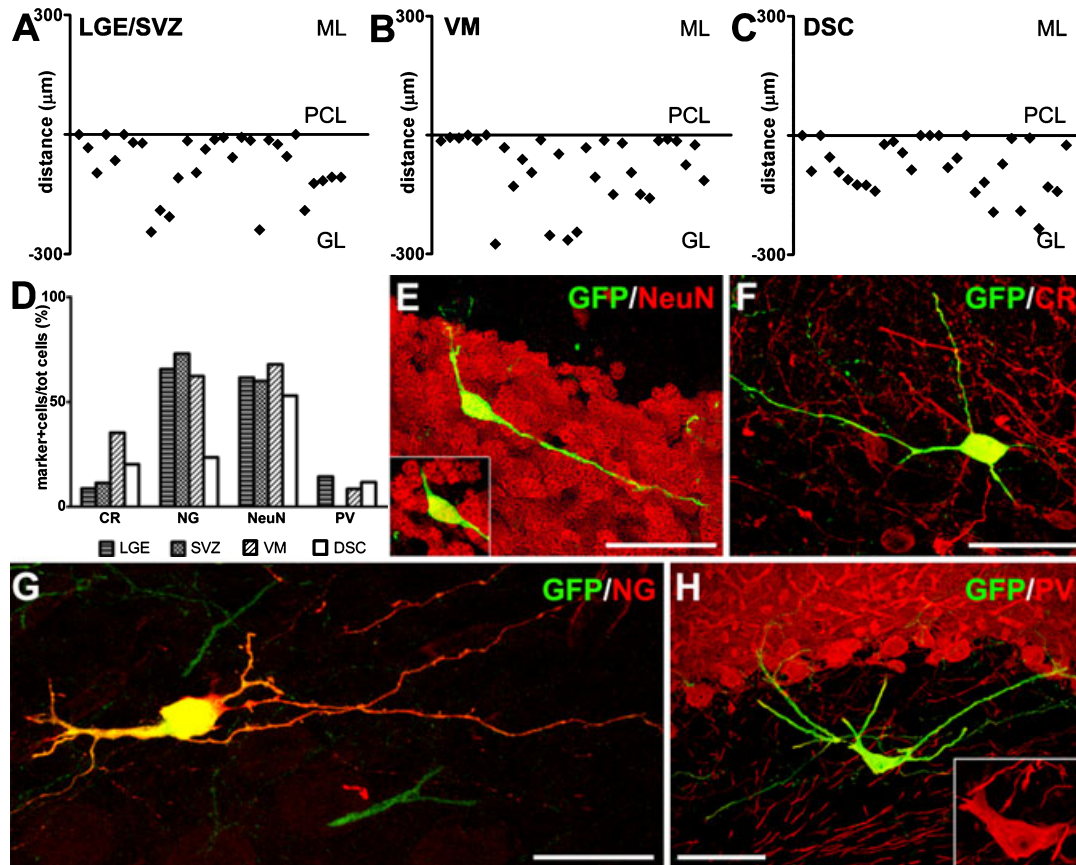 A LGE/SVZ
300
ML
distance (µm)
PCL
GL
-300
B VM
300
ML
distance (µm)
PCL
GL
-300
C DSC
300
ML
distance (µm)
PCL
GL
-300
D
100
marker+cells/tot cells (%)
50
0
CR NG NeuN PV
LGE SVZ VM DSC
E GFP/NeuN
F GFP/CR
G GFP/NG
H GFP/PV